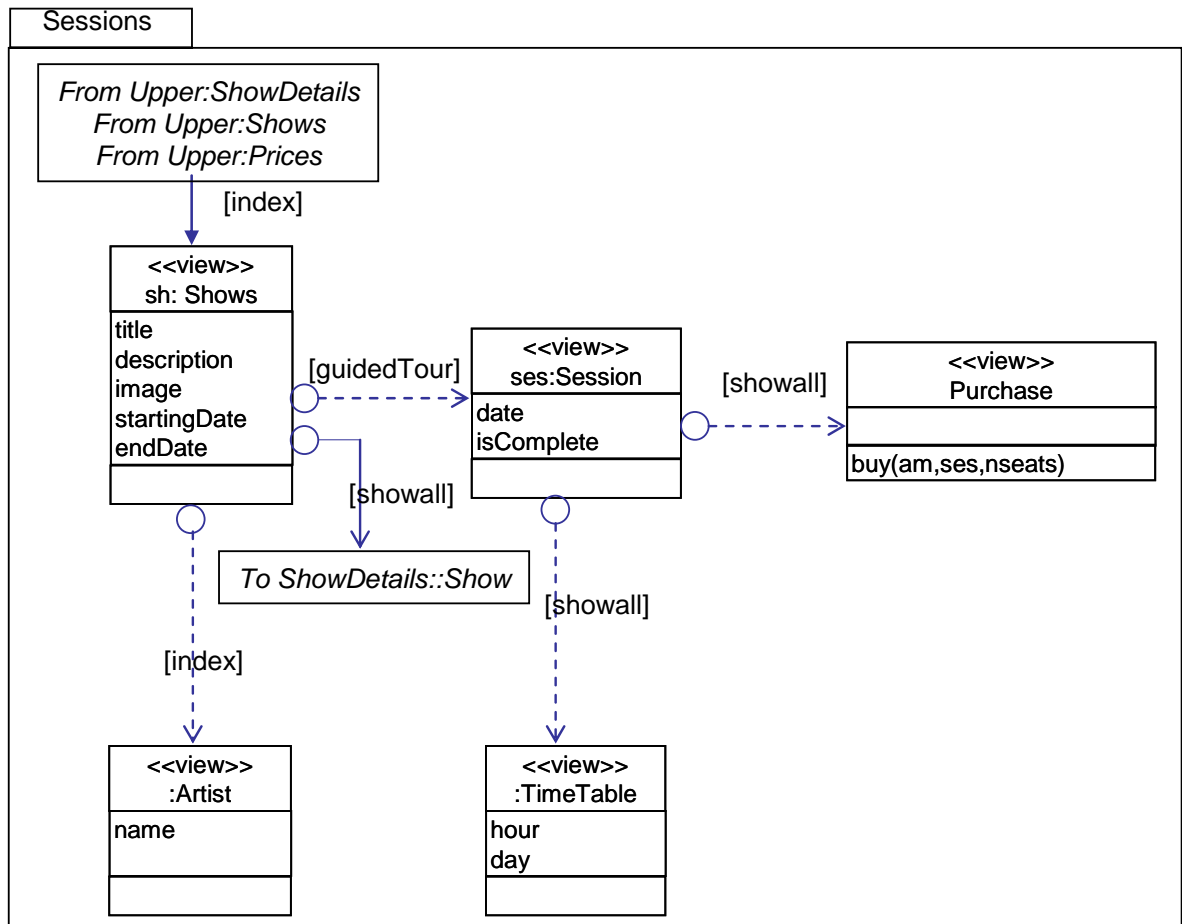 Sessions
From Upper:ShowDetails
From Upper:Shows
From Upper:Prices
[index]
<<view>>
sh: Shows
title
description
image
startingDate
endDate
[guidedTour]
<<view>>
ses:Session
date
isComplete
[showall]
<<view>>
Purchase
buy(am,ses,nseats)
[showall]
To ShowDetails::Show
[showall]
[index]
<<view>>
:Artist
name
<<view>>
:TimeTable
hour
day